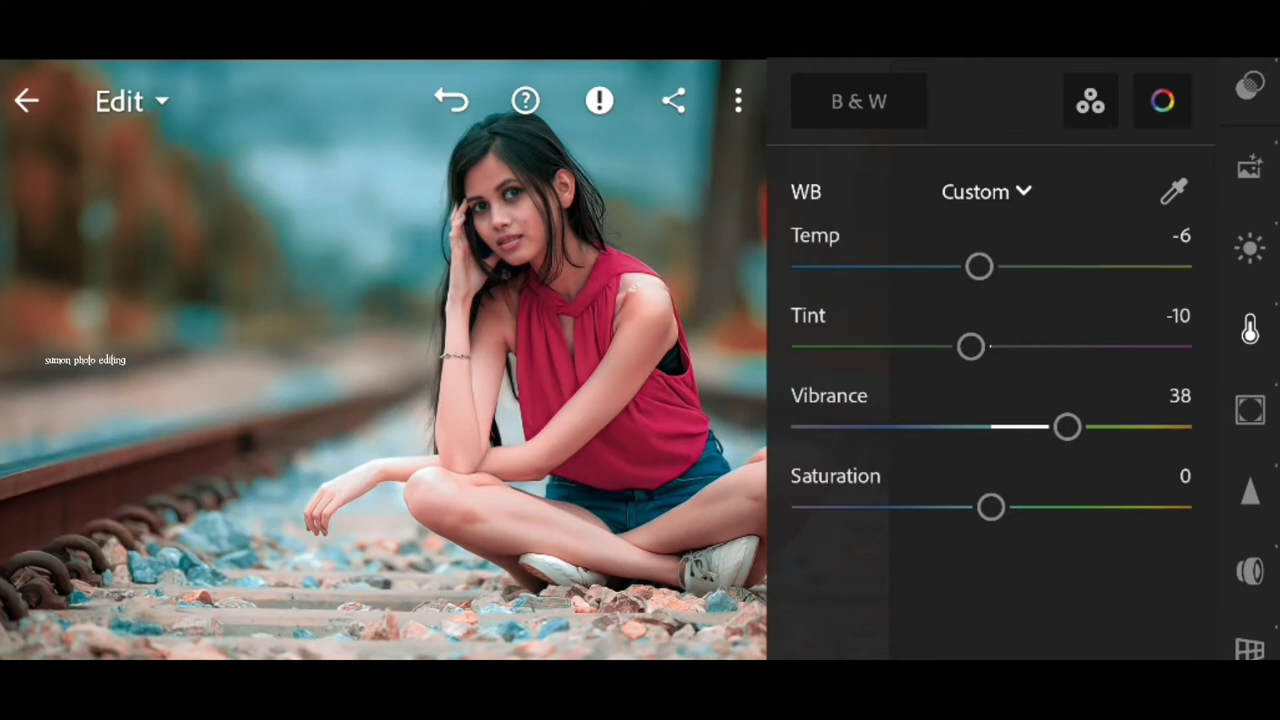 Edit
B & W
WB Custom
Temp -6
Tint -10
Vibrance 38
Saturation 0
sumon photo editing